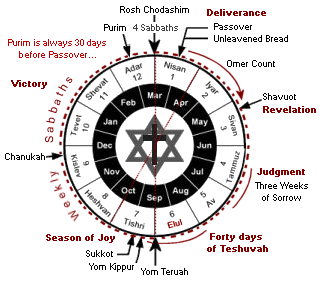 Rosh Chodashim
Deliverance
Purim
4 Sabbaths
Passover
Unleavened Bread
Purim is always 30 days
before Passover...
Omer Count
Victory
Shavuot
Revelation
Weekly Sabbaths
Chanukah
Judgment
Three Weeks
of Sorrow
Season of Joy
Forty days
of Teshuvah
Sukkot
Yom Kippur
Yom Teruah
Nisan
1
Iyar
2
Sivan
3
Tammuz
4
Av
5
Elul
6
Tishri
7
Heshvan
8
Kislev
9
Tevet
10
Shevat
11
Adar
12
Mar
Apr
May
Jun
Jul
Aug
Sep
Oct
Nov
Dec
Jan
Feb